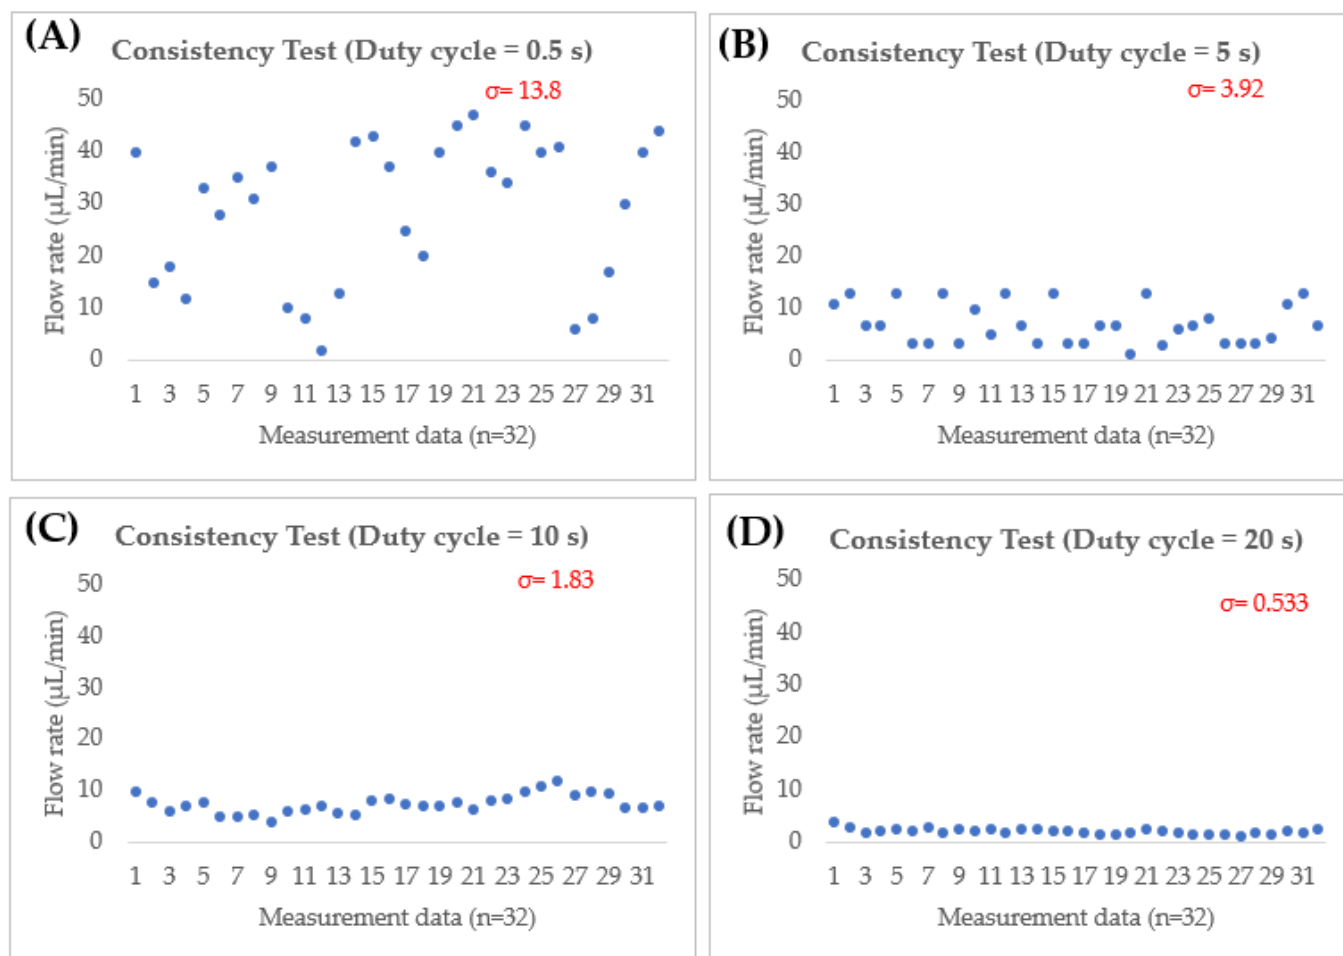 (A)
Consistency Test (Duty cycle = 0.5 s)
σ= 13.8
Flow rate (µL/min)
50
40
30
20
10
0
1 3 5 7 9 11 13 15 17 19 21 23 25 27 29 31
Measurement data (n=32)
(B)
Consistency Test (Duty cycle = 5 s)
σ= 3.92
Flow rate (µL/min)
50
40
30
20
10
0
1 3 5 7 9 11 13 15 17 19 21 23 25 27 29 31
Measurement data (n=32)
(C)
Consistency Test (Duty cycle = 10 s)
σ= 1.83
Flow rate (µL/min)
50
40
30
20
10
0
1 3 5 7 9 11 13 15 17 19 21 23 25 27 29 31
Measurement data (n=32)
(D)
Consistency Test (Duty cycle = 20 s)
σ= 0.533
Flow rate (µL/min)
50
40
30
20
10
0
1 3 5 7 9 11 13 15 17 19 21 23 25 27 29 31
Measurement data (n=32)